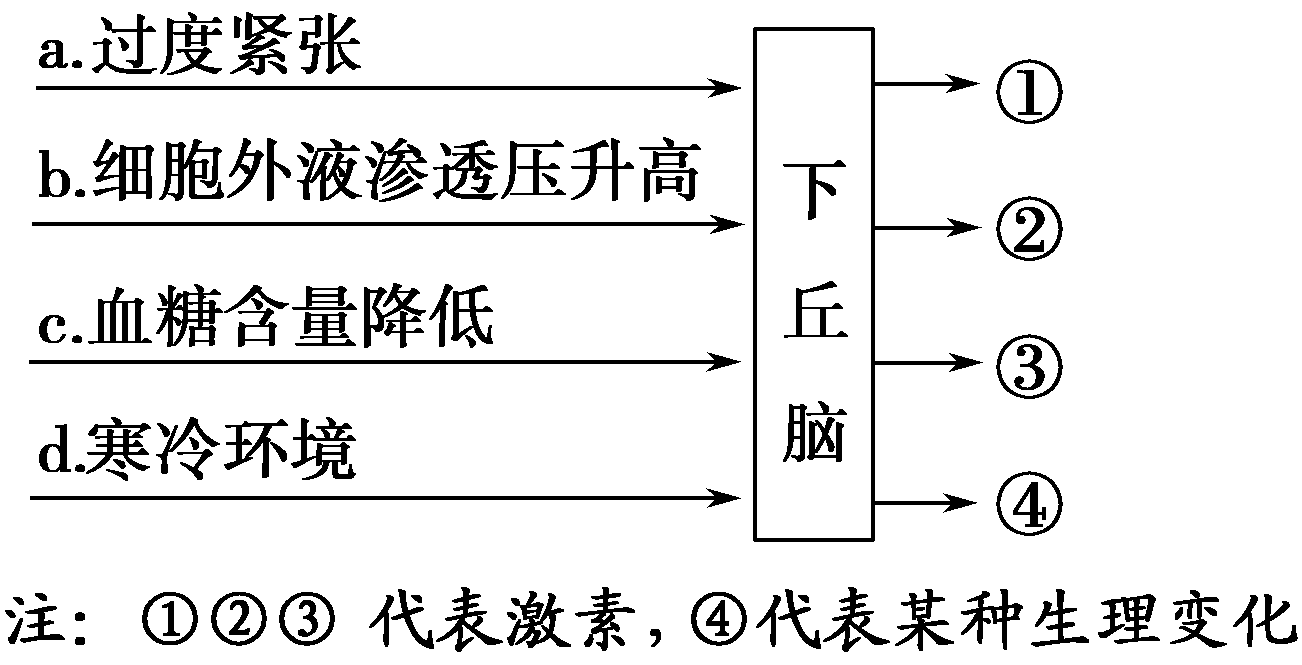 a.过度紧张
①
b.细胞外液渗透压升高
②
c.血糖含量降低
③
d.寒冷环境
④
下丘脑
注：①②③ 代表激素，④代表某种生理变化